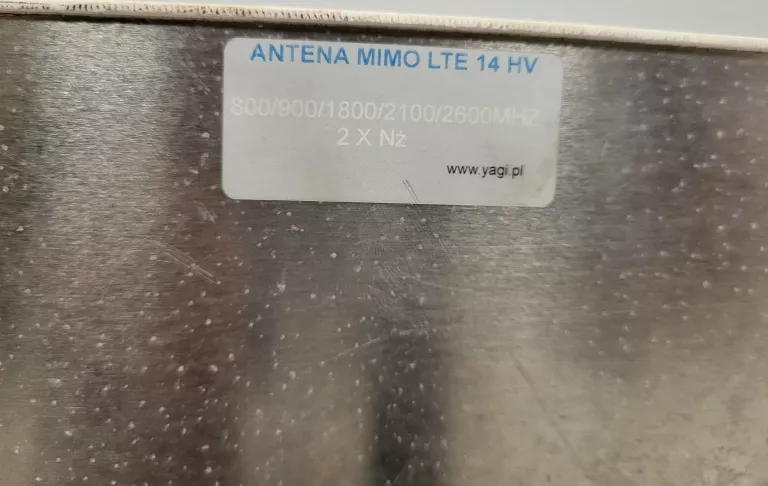 ANTENA MIMO LTE 14 HV
800/900/1800/2100/2600MHZ
2 X Nż
www.yagi.pl